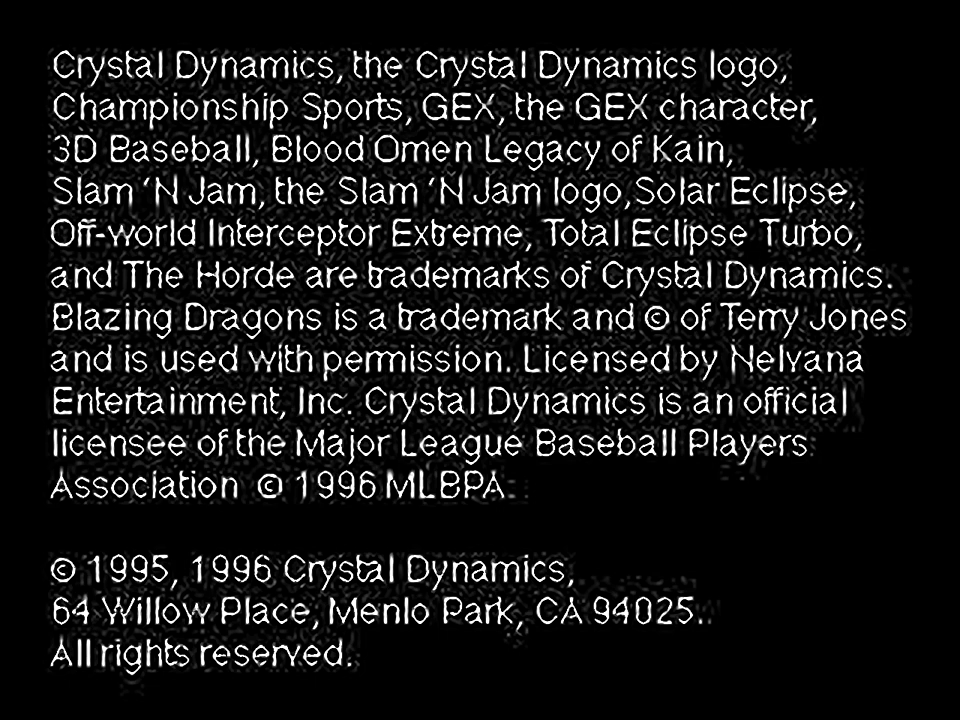 Crystal Dynamics, the Crystal Dynamics logo,
Championship Sports, GEX, the GEX character,
3D Baseball, Blood Omen Legacy of Kain,
Slam ‘N Jam, the Slam ‘N Jam logo, Solar Eclipse,
Off-world Interceptor Extreme, Total Eclipse Turbo,
and The Horde are trademarks of Crystal Dynamics.
Blazing Dragons is a trademark and © of Terry Jones
and is used with permission. Licensed by Nelvana
Entertainment, Inc. Crystal Dynamics is an official
licensee of the Major League Baseball Players
Association © 1996 MLBPA.
© 1995, 1996 Crystal Dynamics,
64 Willow Place, Menlo Park, CA 94025.
All rights reserved.